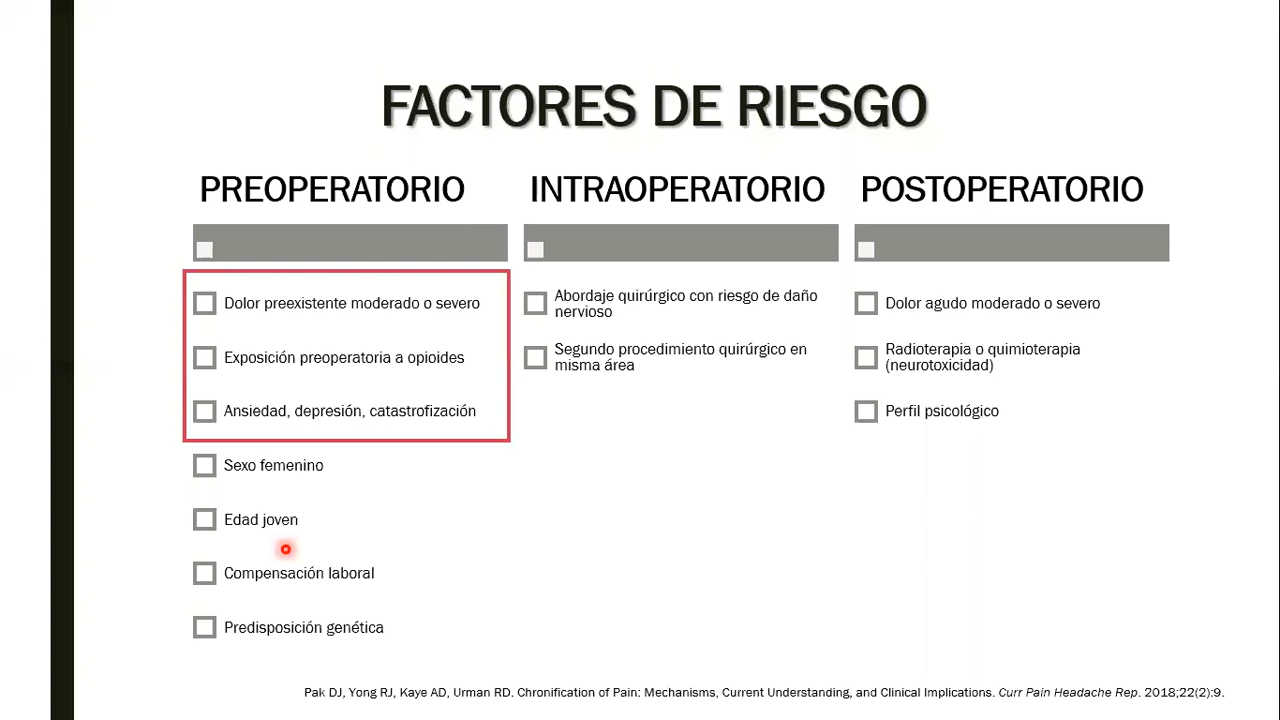 FACTORES DE RIESGO
PREOPERATORIO
Dolor preexistente moderado o severo
Exposición preoperatoria a opioides
Ansiedad, depresión, catastrofización
Sexo femenino
Edad joven
Compensación laboral
Predisposición genética
INTRAOPERATORIO
Abordaje quirúrgico con riesgo de daño
nervioso
Segundo procedimiento quirúrgico en
misma área
POSTOPERATORIO
Dolor agudo moderado o severo
Radioterapia o quimioterapia
(neurotoxicidad)
Perfil psicológico
Pak DJ, Yong RJ, Kaye AD, Urman RD. Chronification of Pain: Mechanisms, Current Understanding, and Clinical Implications. Curr Pain Headache Rep. 2018;22(2):9.